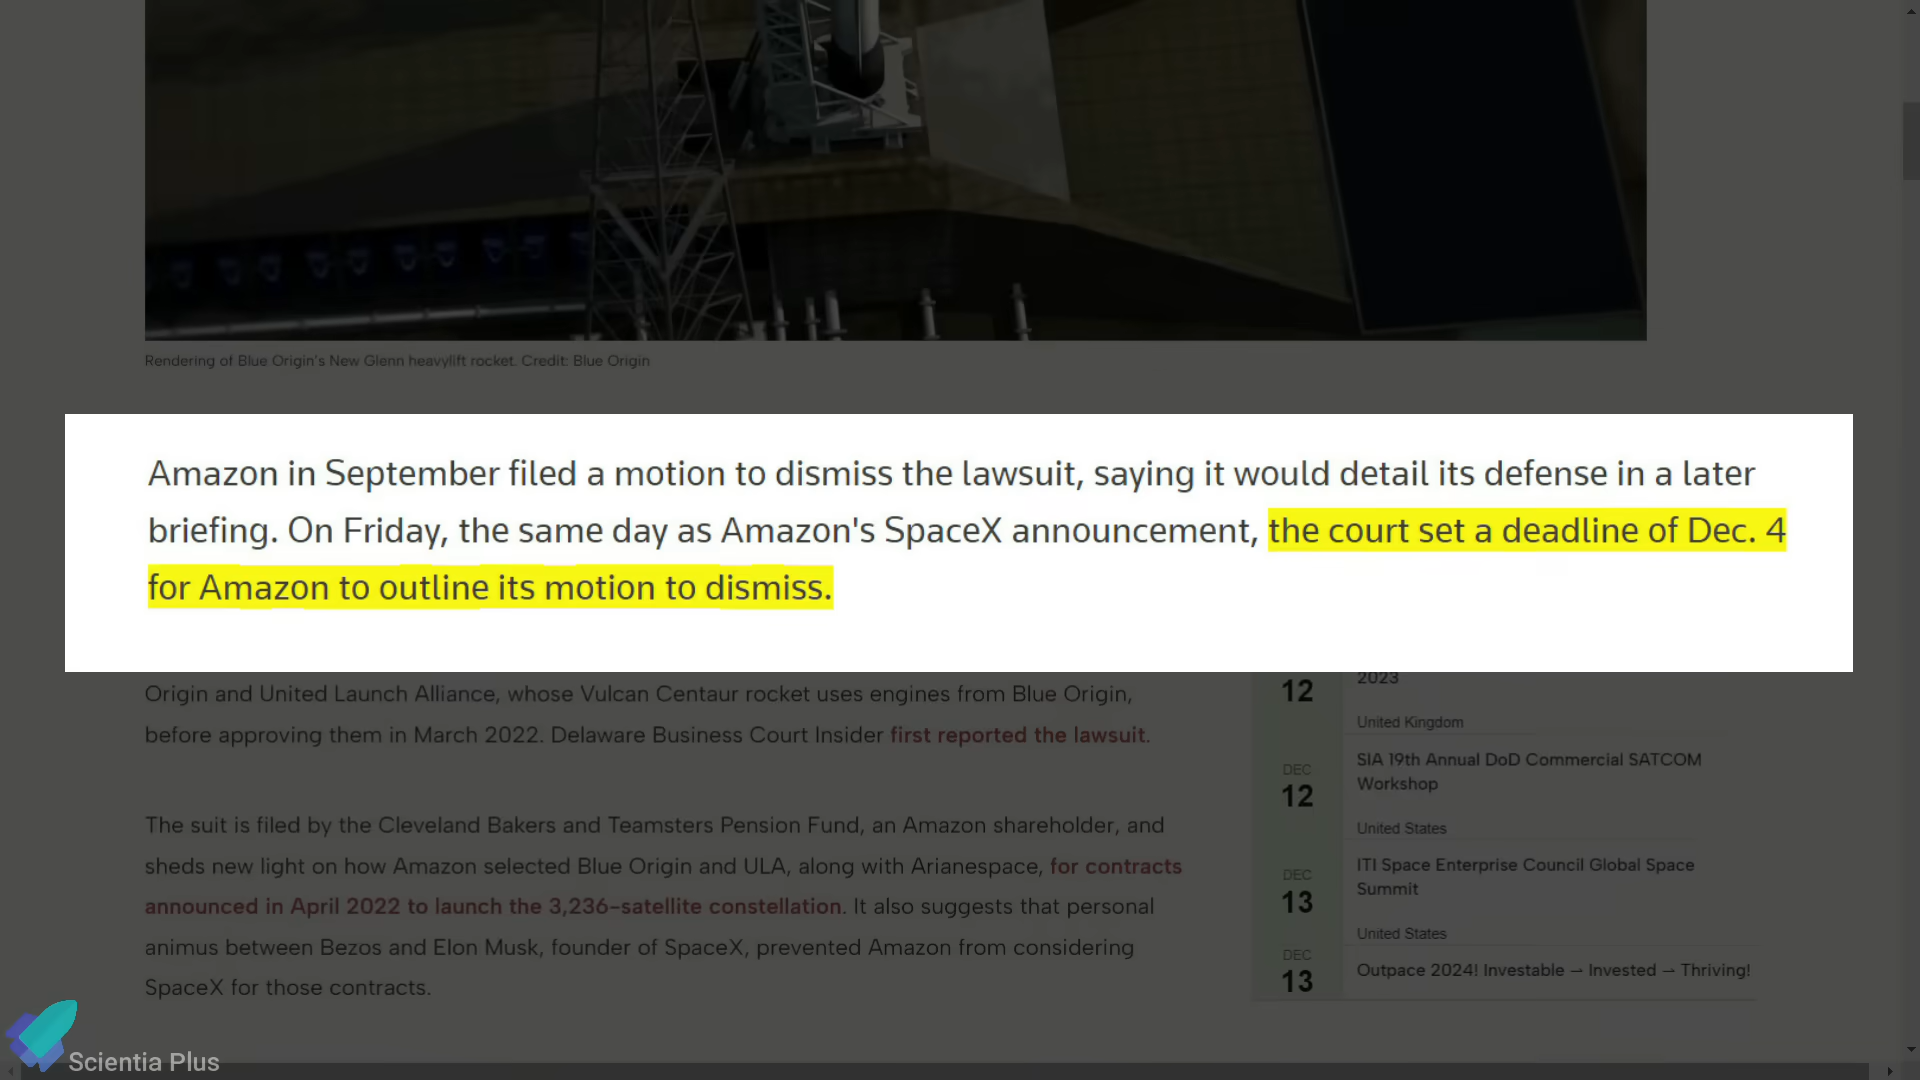 Rendering of Blue Origin's New Glenn heavylift rocket. Credit: Blue Origin
Amazon in September filed a motion to dismiss the lawsuit, saying it would detail its defense in a later
briefing. On Friday, the same day as Amazon's SpaceX announcement, the court set a deadline of Dec. 4
for Amazon to outline its motion to dismiss.
Origin and United Launch Alliance, whose Vulcan Centaur rocket uses engines from Blue Origin,
before approving them in March 2022. Delaware Business Court Insider first reported the lawsuit.
The suit is filed by the Cleveland Bakers and Teamsters Pension Fund, an Amazon shareholder, and
sheds new light on how Amazon selected Blue Origin and ULA, along with Arianespace, for contracts
announced in April 2022 to launch the 3,236-satellite constellation. It also suggests that personal
animus between Bezos and Elon Musk, founder of SpaceX, prevented Amazon from considering
SpaceX for those contracts.
12
2023
United Kingdom
DEC
12
SIA 19th Annual DoD Commercial SATCOM
Workshop
United States
DEC
13
ITI Space Enterprise Council Global Space
Summit
United States
DEC
13
Outpace 2024! Investable – Invested – Thriving!
Scientia Plus